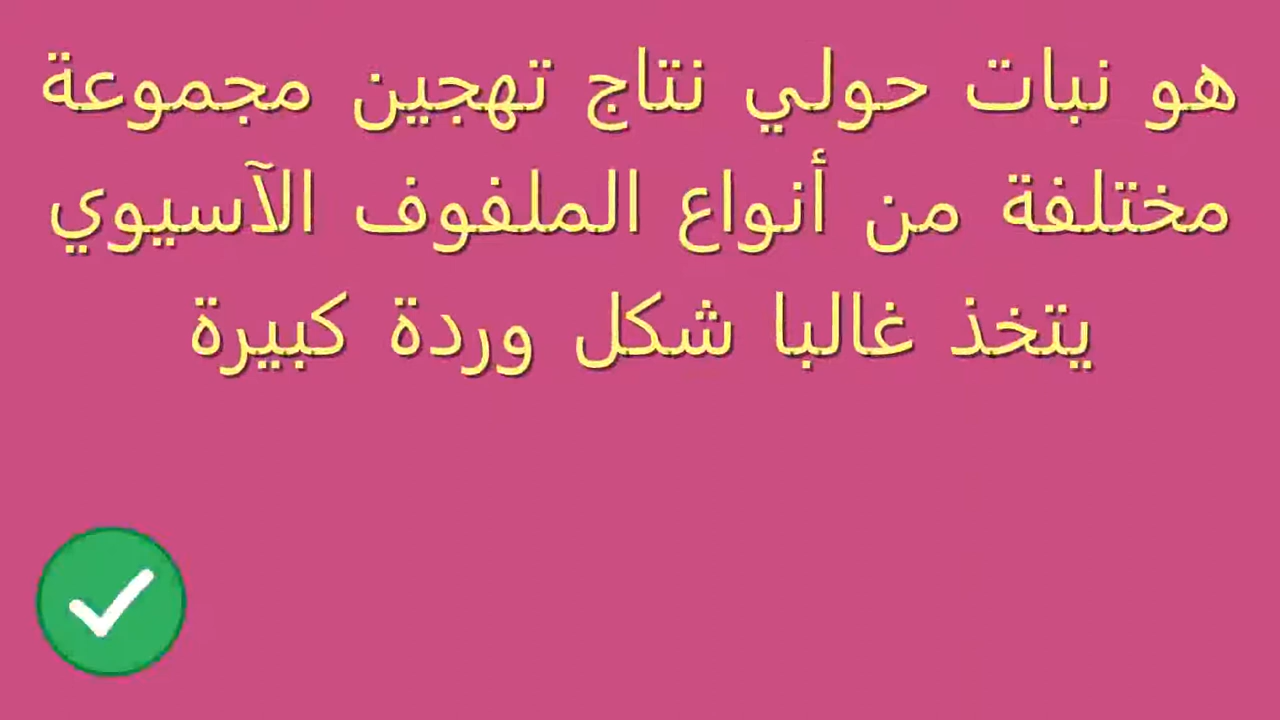 هو نبات حولي نتاج تهجين مجموعة
مختلفة من أنواع الملفوف الآسيوي
يتخذ غالبا شكل وردة كبيرة